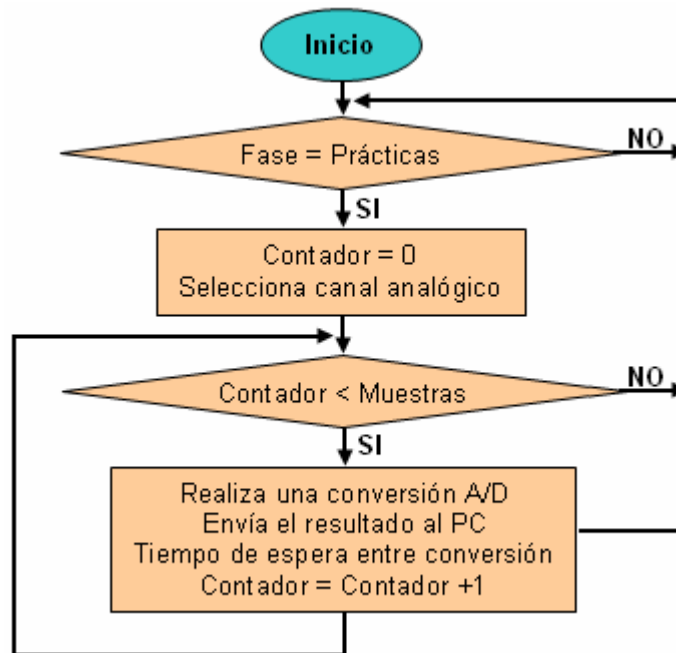 Inicio
Fase = Prácticas
NO
SI
Contador = 0
Selecciona canal analógico
Contador < Muestras
NO
SI
Realiza una conversión A/D
Envía el resultado al PC
Tiempo de espera entre conversión
Contador = Contador +1